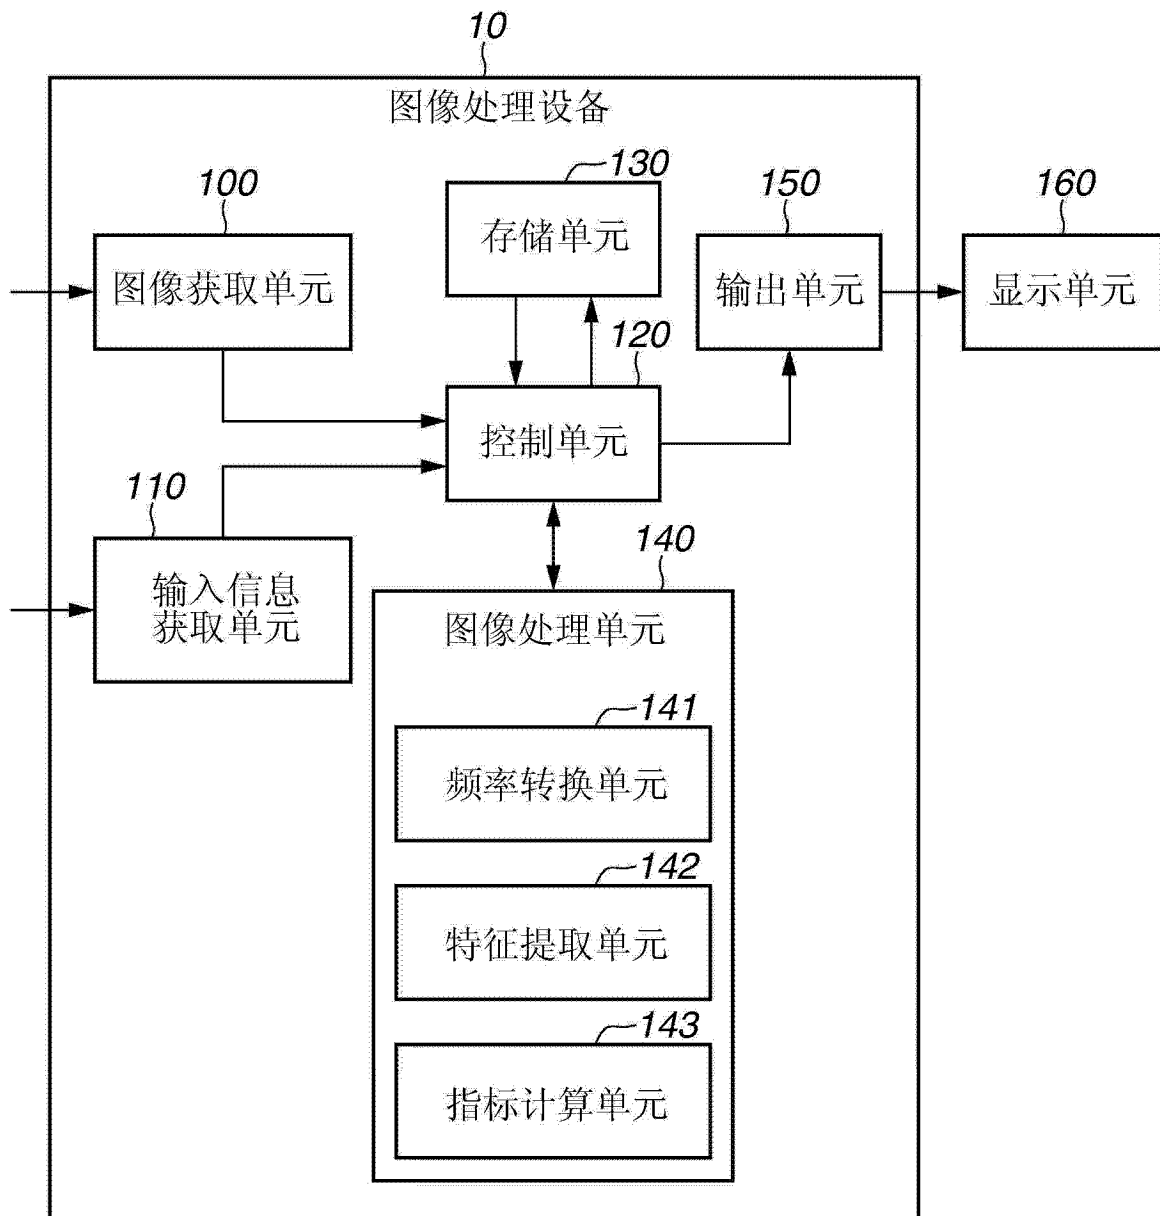 10
图像处理设备
100
图像获取单元
130
存储单元
150
输出单元
160
显示单元
120
控制单元
110
输入信息
获取单元
140
图像处理单元
141
频率转换单元
142
特征提取单元
143
指标计算单元